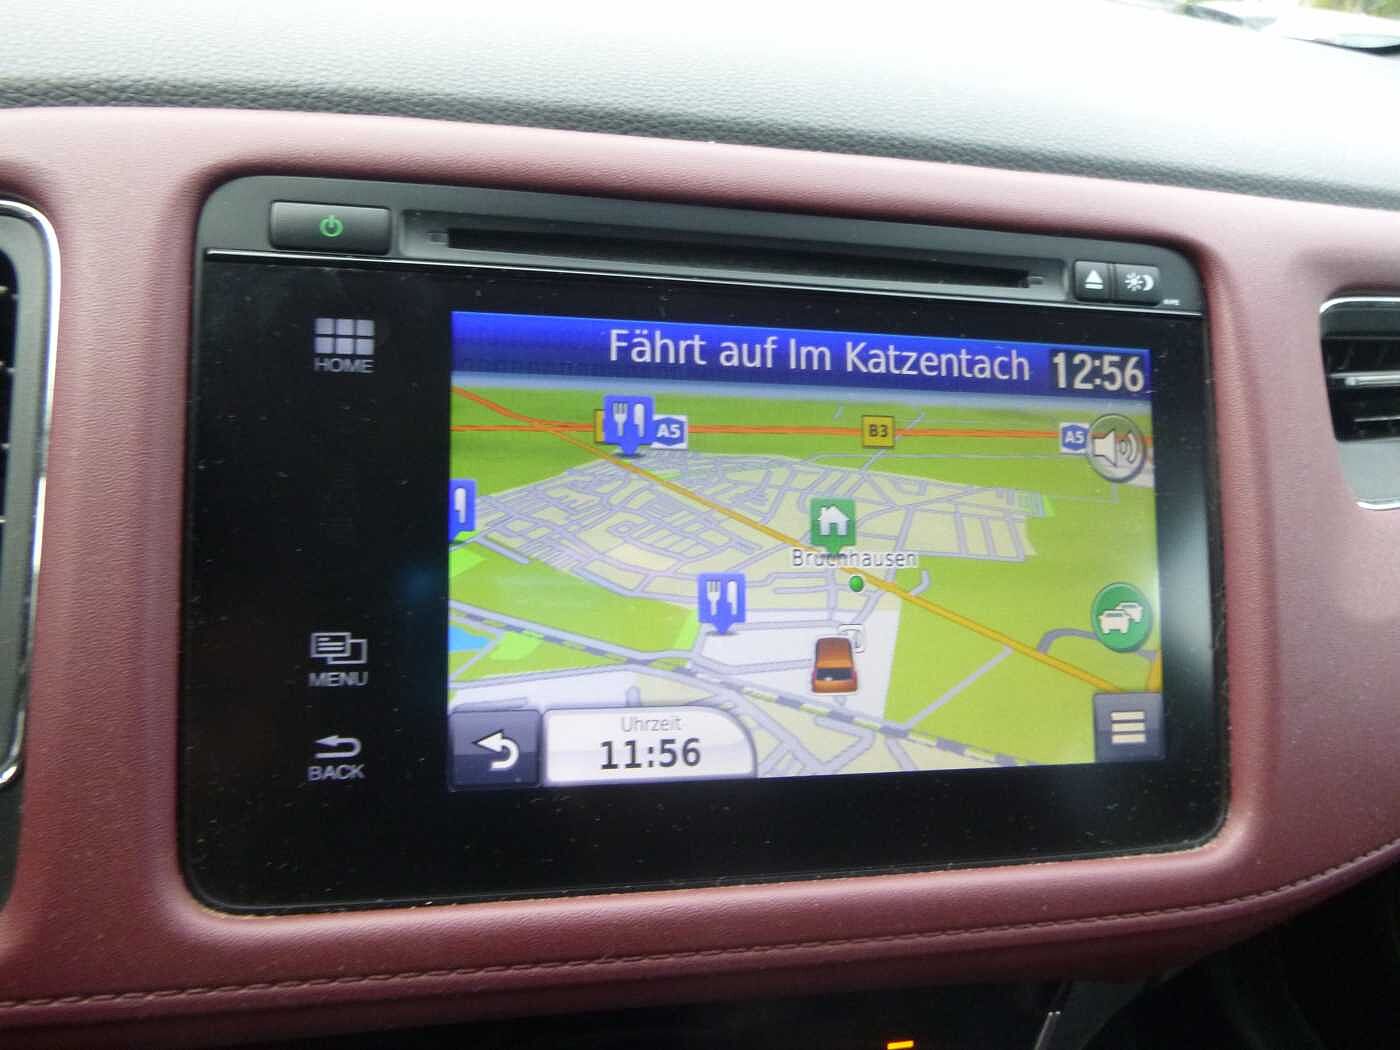 HOME
Fährt auf Im Katzentach
12:56
A5
B3
A5
Bruchhausen
MENU
BACK
Uhrzeit
11:56